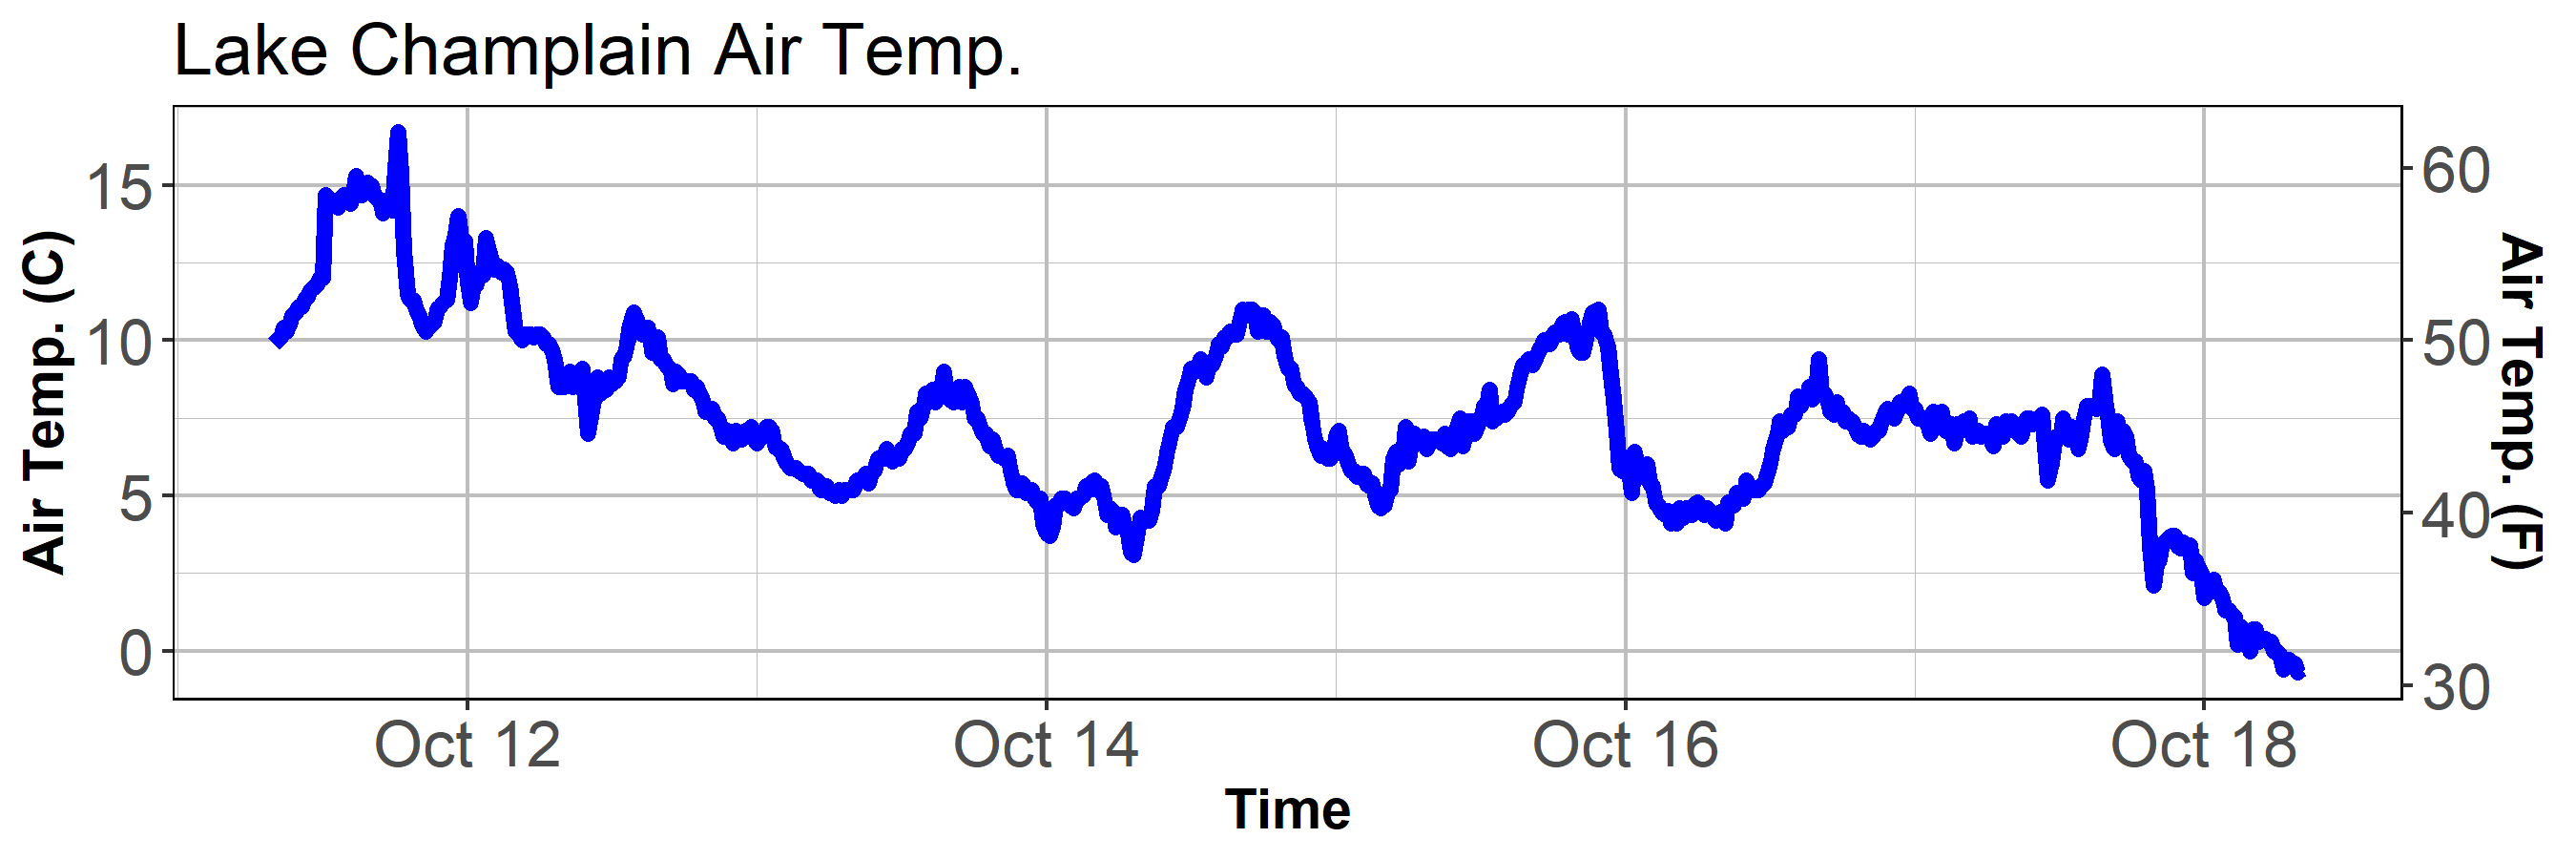 Lake Champlain Air Temp.
15
10
5
0
Air Temp. (C)
60
50
40
30
Air Temp. (F)
Oct 12
Oct 14
Oct 16
Oct 18
Time